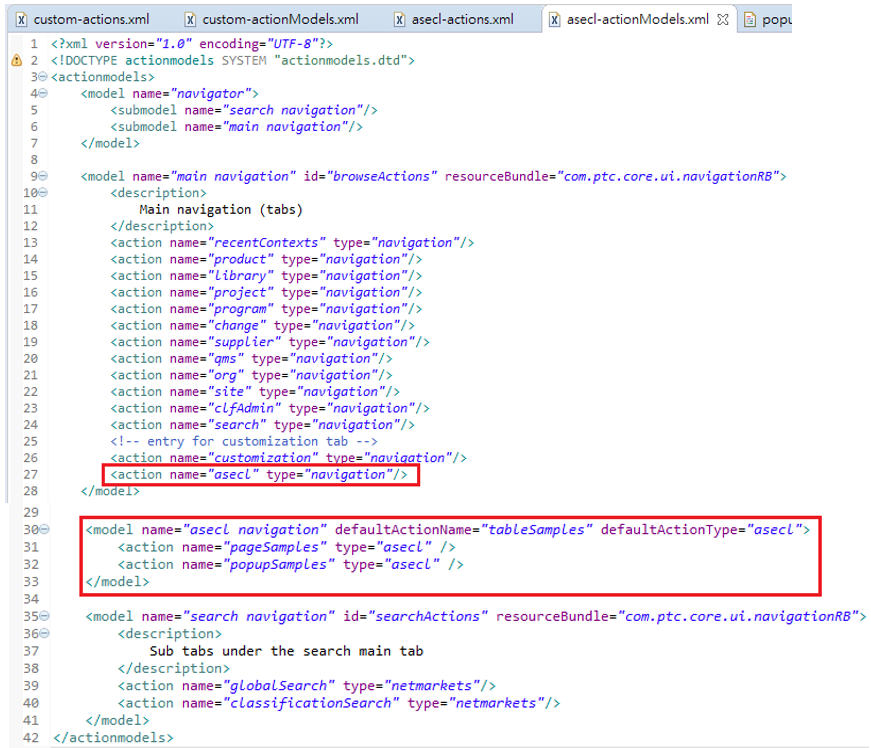 custom-actions.xml custom-actionModels.xml asecl-actions.xml asecl-actionModels.xml popu
1 <?xml version="1.0" encoding="UTF-8"?>
2 <!DOCTYPE actionmodels SYSTEM "actionmodels.dtd">
3 <actionmodels>
4 <model name="navigator">
5 <submodel name="search navigation"/>
6 <submodel name="main navigation"/>
7 </model>
8
9 <model name="main navigation" id="browseActions" resourceBundle="com.ptc.core.ui.navigationRB">
10 <description>
11 Main navigation (tabs)
12 </description>
13 <action name="recentContexts" type="navigation"/>
14 <action name="product" type="navigation"/>
15 <action name="library" type="navigation"/>
16 <action name="project" type="navigation"/>
17 <action name="program" type="navigation"/>
18 <action name="change" type="navigation"/>
19 <action name="supplier" type="navigation"/>
20 <action name="qms" type="navigation"/>
21 <action name="org" type="navigation"/>
22 <action name="site" type="navigation"/>
23 <action name="clfAdmin" type="navigation"/>
24 <action name="search" type="navigation"/>
25 <!-- entry for customization tab -->
26 <action name="customization" type="navigation"/>
27 <action name="asecl" type="navigation"/>
28 </model>
29
30 <model name="asecl navigation" defaultActionName="tableSamples" defaultActionType="asecl">
31 <action name="pageSamples" type="asecl" />
32 <action name="popupSamples" type="asecl" />
33 </model>
34
35 <model name="search navigation" id="searchActions" resourceBundle="com.ptc.core.ui.navigationRB">
36 <description>
37 Sub tabs under the search main tab
38 </description>
39 <action name="globalSearch" type="netmarkets"/>
40 <action name="classificationSearch" type="netmarkets"/>
41 </model>
42 </actionmodels>